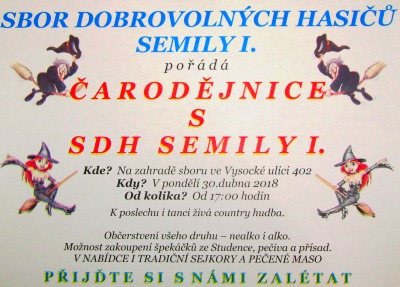 SBOR DOBROVOLNÝCH HASIČŮ
SEMILY I.
pořádá
ČARODĚJNICE
S
SDH SEMILY I.
Kde? Na zahradě sboru ve Vysocké ulici 402
Kdy? V pondělí 30.dubna 2018
Od kolika? Od 17:00 hodin
K poslechu i tanci živá country hudba.
Občerstvení všeho druhu – nealko i alko.
Možnost zakoupení špekáčků ze Studence, pečiva a přísad.
V NABÍDCE I TRADIČNÍ SEJKORY A PEČENÉ MASO
PŘIJĎTE SI S NÁMI ZALÉTAT